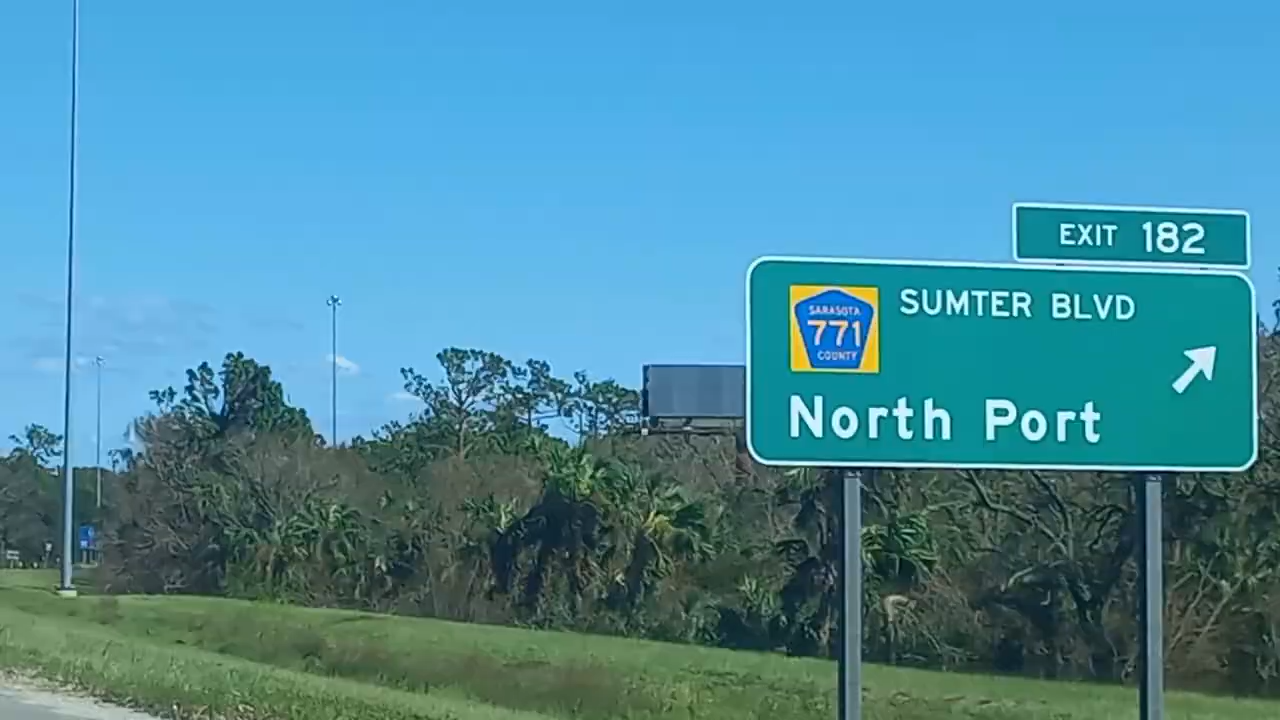 EXIT 182
SARASOTA
771
COUNTY
SUMTER BLVD
North Port